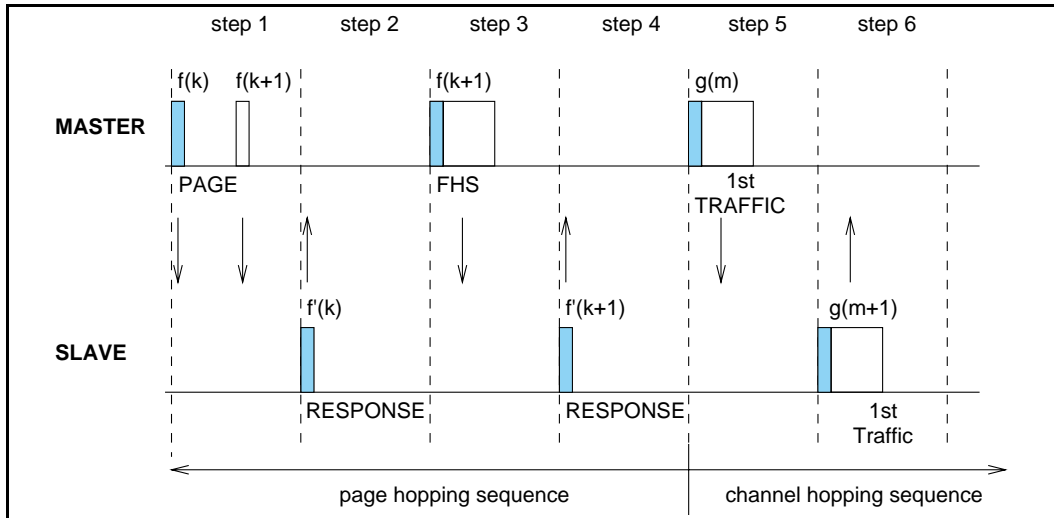 step 1 step 2 step 3 step 4 step 5 step 6
f(k) f(k+1) f(k+1) g(m)
MASTER
PAGE FHS 1st
TRAFFIC
f'(k) f'(k+1) g(m+1)
SLAVE
RESPONSE RESPONSE 1st
Traffic
page hopping sequence channel hopping sequence